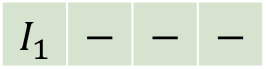 I₁ – – –